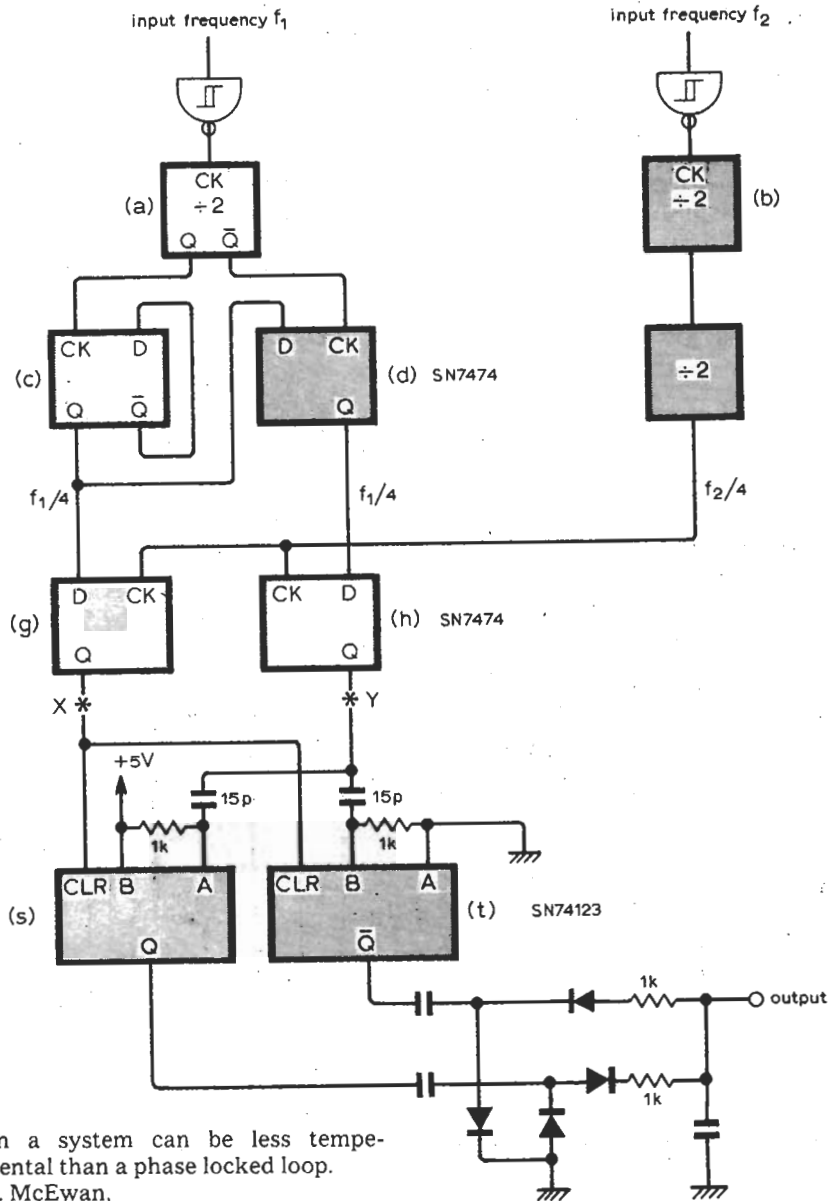 input frequency f₁
input frequency f₂
CK
÷2
Q Q̄
(a)
CK
÷2
(b)
CK D
Q Q̄
(c)
D CK
Q
(d) SN7474
÷2
f₁/4
f₁/4
f₂/4
D CK
Q
(g)
CK D
Q
(h) SN7474
X
Y
+5V
15p
15p
1k
1k
CLR B A
Q
(s)
CLR B A
Q̄
(t) SN74123
1k
output
1k
n a system can be less tempe-
ental than a phase locked loop.
. McEwan,